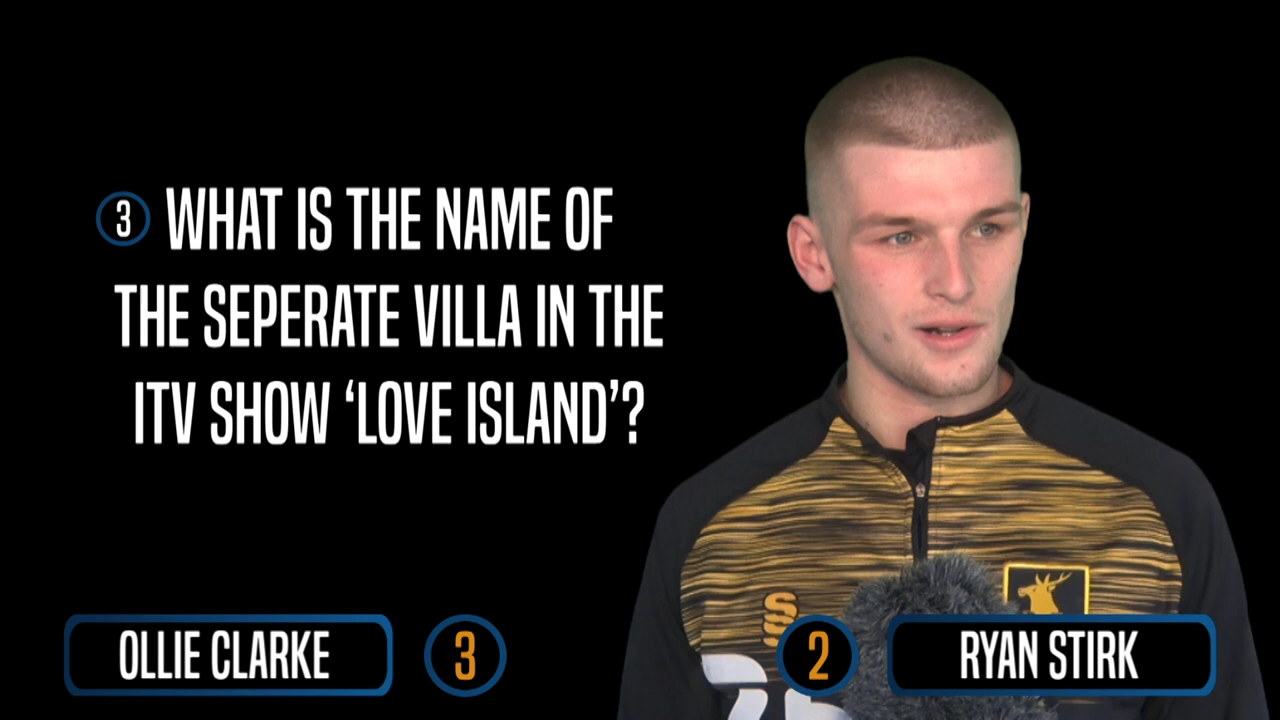 3 WHAT IS THE NAME OF
THE SEPERATE VILLA IN THE
ITV SHOW ‘LOVE ISLAND’?
OLLIE CLARKE 3 2 RYAN STIRK